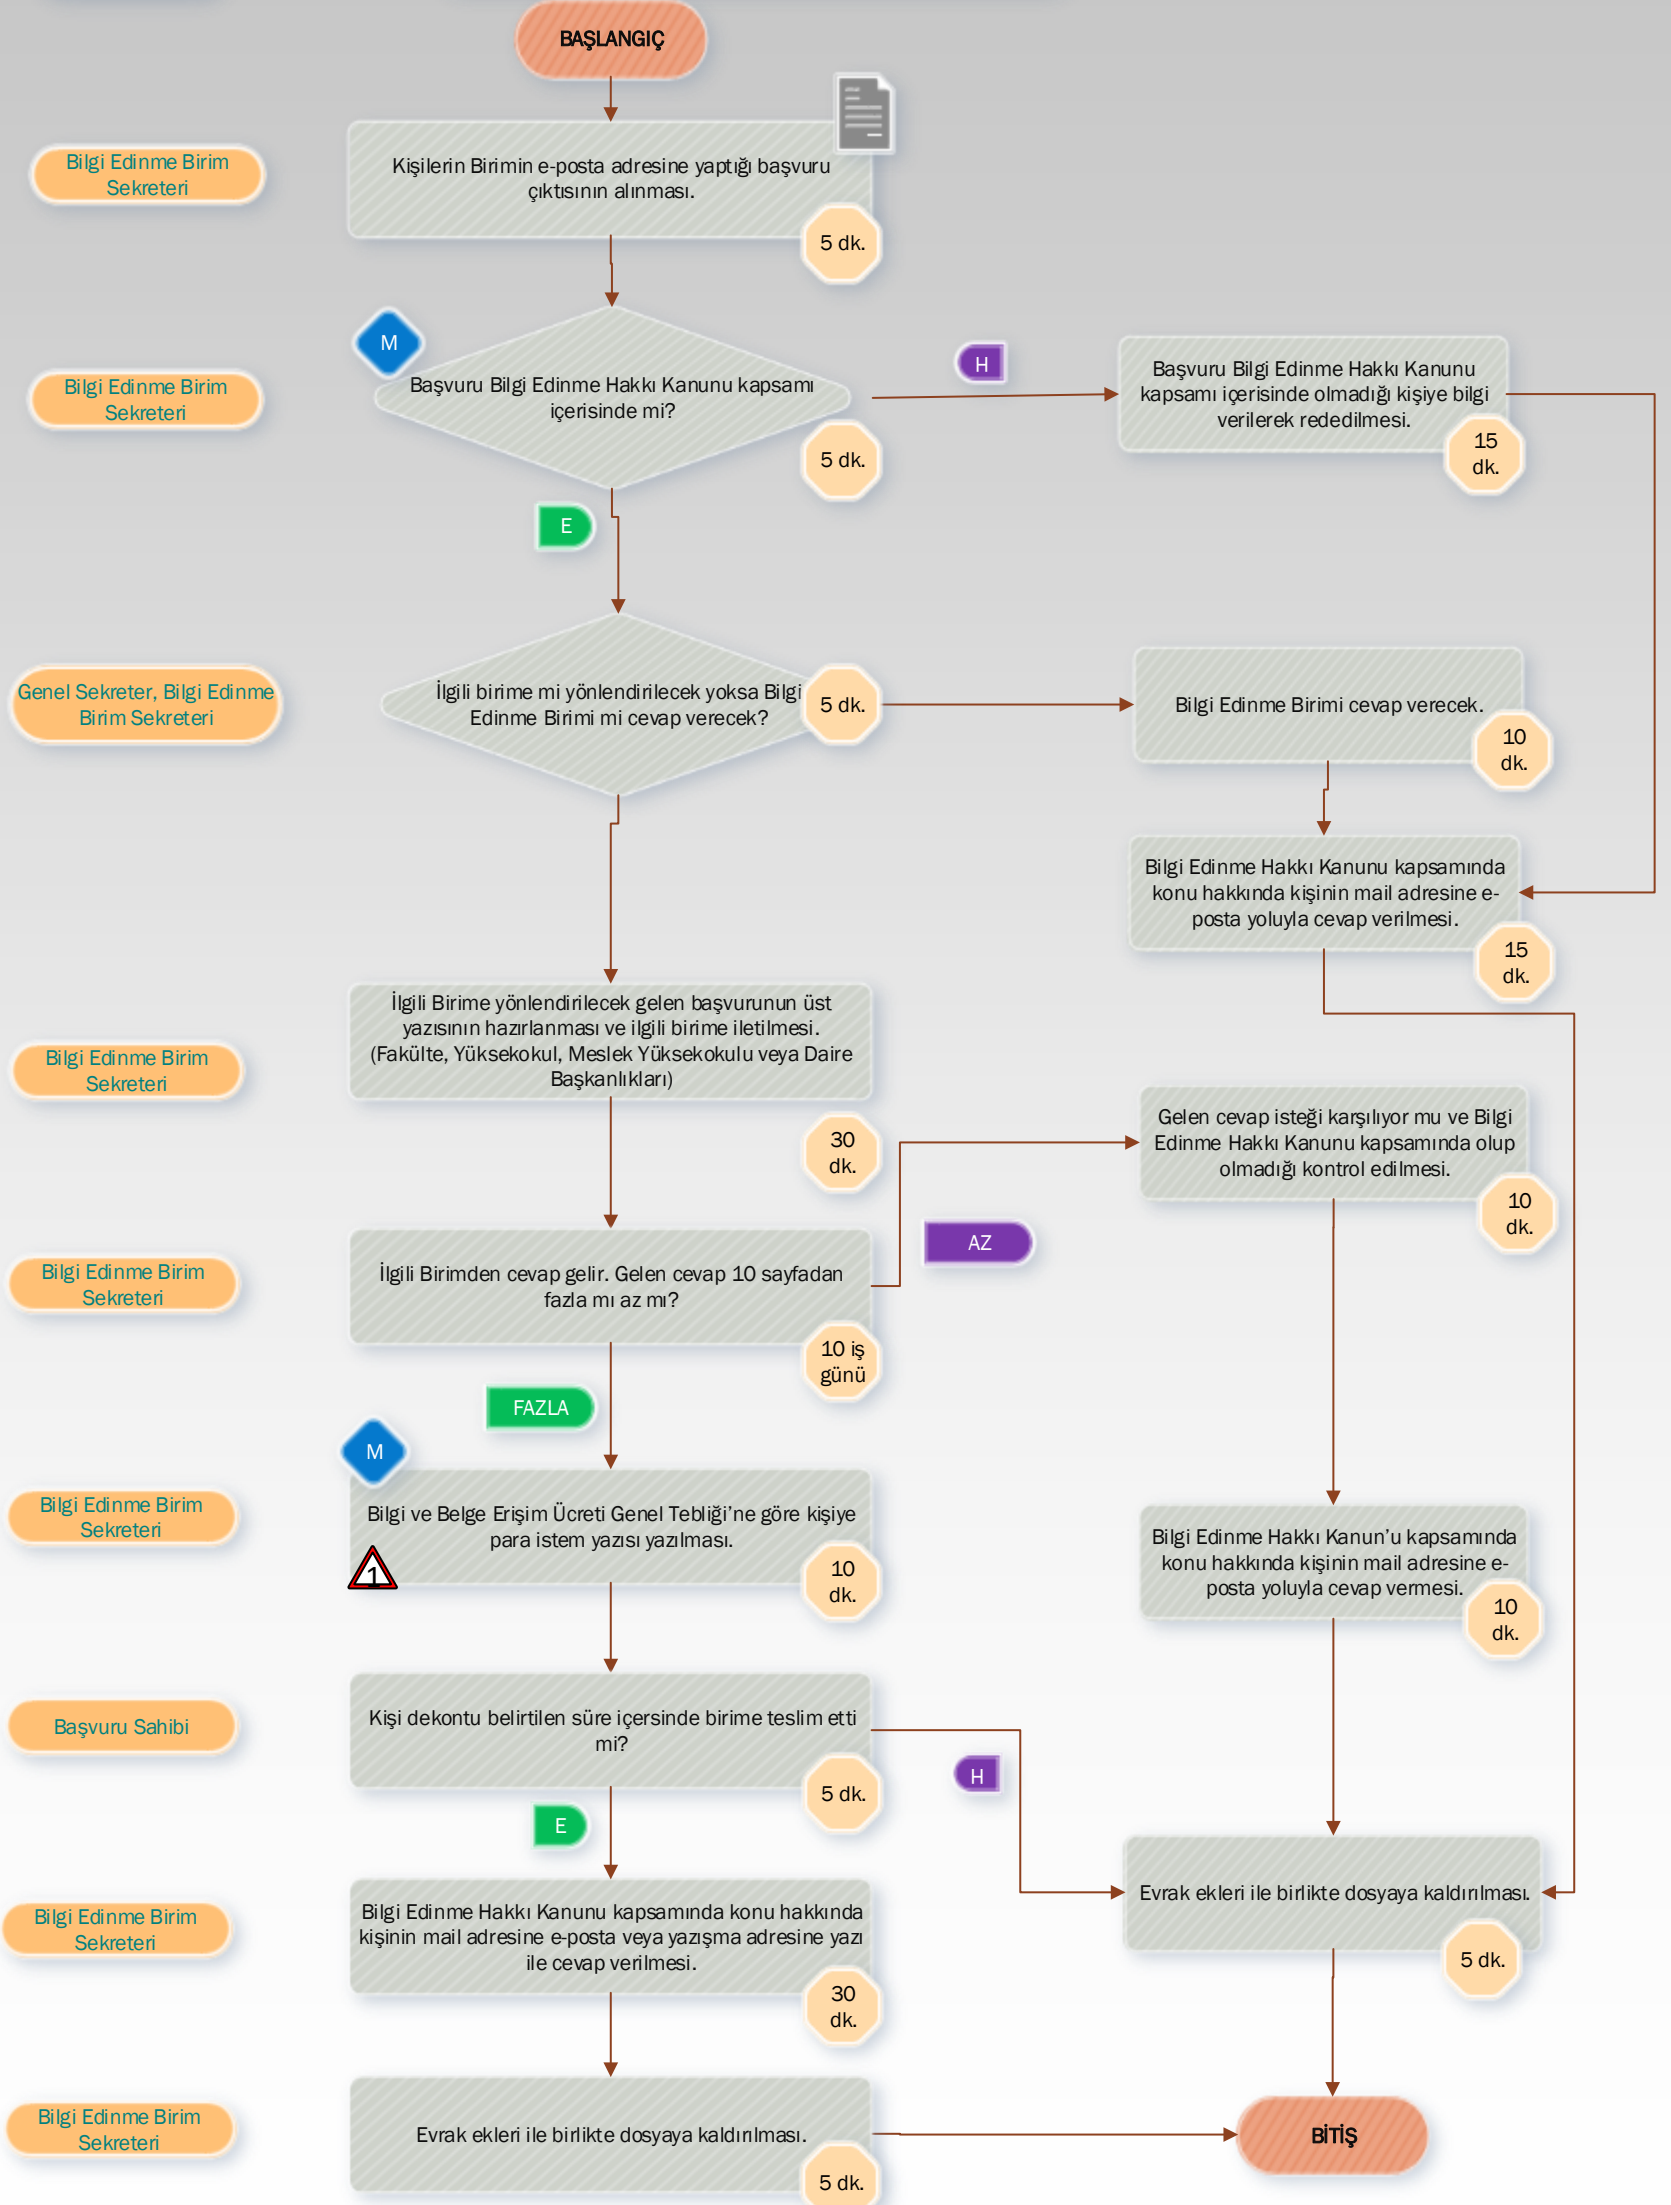 BAŞLANGIÇ
Bilgi Edinme Birim
Sekreteri
Kişilerin Birimin e-posta adresine yaptığı başvuru
çıktısının alınması.
5 dk.
Bilgi Edinme Birim
Sekreteri
M
Başvuru Bilgi Edinme Hakkı Kanunu kapsamı
içerisinde mi?
5 dk.
H
Başvuru Bilgi Edinme Hakkı Kanunu
kapsamı içerisinde olmadığı kişiye bilgi
verilerek rededilmesi.
15
dk.
E
Genel Sekreter, Bilgi Edinme
Birim Sekreteri
İlgili birime mi yönlendirilecek yoksa Bilgi
Edinme Birimi mi cevap verecek?
5 dk.
Bilgi Edinme Birimi cevap verecek.
10
dk.
Bilgi Edinme Hakkı Kanunu kapsamında
konu hakkında kişinin mail adresine e-
posta yoluyla cevap verilmesi.
15
dk.
Bilgi Edinme Birim
Sekreteri
İlgili Birime yönlendirilecek gelen başvurunun üst
yazısının hazırlanması ve ilgili birime iletilmesi.
(Fakülte, Yüksekokul, Meslek Yüksekokulu veya Daire
Başkanlıkları)
30
dk.
Gelen cevap isteği karşılıyor mu ve Bilgi
Edinme Hakkı Kanunu kapsamında olup
olmadığı kontrol edilmesi.
10
dk.
AZ
Bilgi Edinme Birim
Sekreteri
İlgili Birimden cevap gelir. Gelen cevap 10 sayfadan
fazla mı az mı?
10 iş
günü
FAZLA
Bilgi Edinme Birim
Sekreteri
M
Bilgi ve Belge Erişim Ücreti Genel Tebliği’ne göre kişiye
para istem yazısı yazılması.
1
10
dk.
Bilgi Edinme Hakkı Kanun’u kapsamında
konu hakkında kişinin mail adresine e-
posta yoluyla cevap vermesi.
10
dk.
Başvuru Sahibi
Kişi dekontu belirtilen süre içersinde birime teslim etti
mi?
5 dk.
H
E
Bilgi Edinme Birim
Sekreteri
Bilgi Edinme Hakkı Kanunu kapsamında konu hakkında
kişinin mail adresine e-posta veya yazışma adresine yazı
ile cevap verilmesi.
30
dk.
Evrak ekleri ile birlikte dosyaya kaldırılması.
5 dk.
Bilgi Edinme Birim
Sekreteri
Evrak ekleri ile birlikte dosyaya kaldırılması.
5 dk.
BİTİŞ